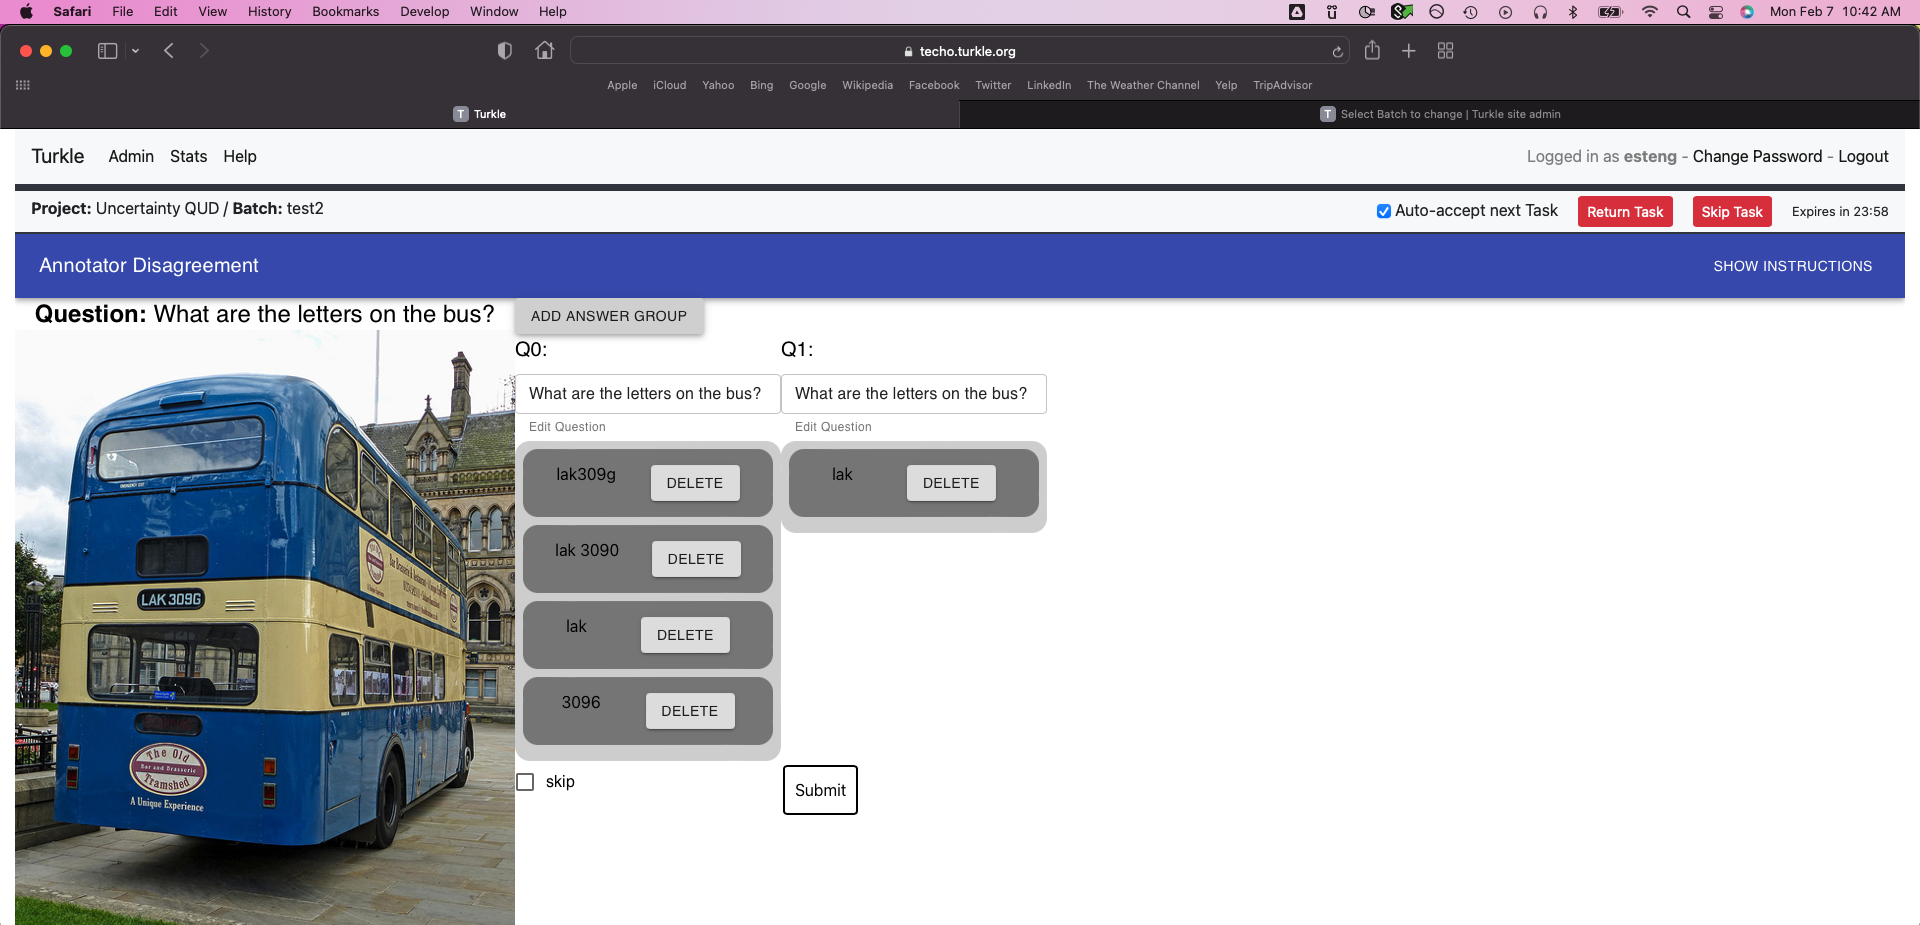 Safari File Edit View History Bookmarks Develop Window Help Mon Feb 7 10:42 AM
techo.turkle.org
Apple iCloud Yahoo Bing Google Wikipedia Facebook Twitter LinkedIn The Weather Channel Yelp TripAdvisor
T Turkle T Select Batch to change | Turkle site admin
Turkle Admin Stats Help Logged in as esteng - Change Password - Logout
Project: Uncertainty QUD / Batch: test2 Auto-accept next Task Return Task Skip Task Expires in 23:58
Annotator Disagreement SHOW INSTRUCTIONS
Question: What are the letters on the bus? ADD ANSWER GROUP
Q0: Q1:
What are the letters on the bus? What are the letters on the bus?
Edit Question Edit Question
lak309g DELETE lak DELETE
lak 3090 DELETE
lak DELETE
3096 DELETE
skip Submit
LAK 309G
The Old
Bar and Brasserie
Tramshed
A Unique Experience